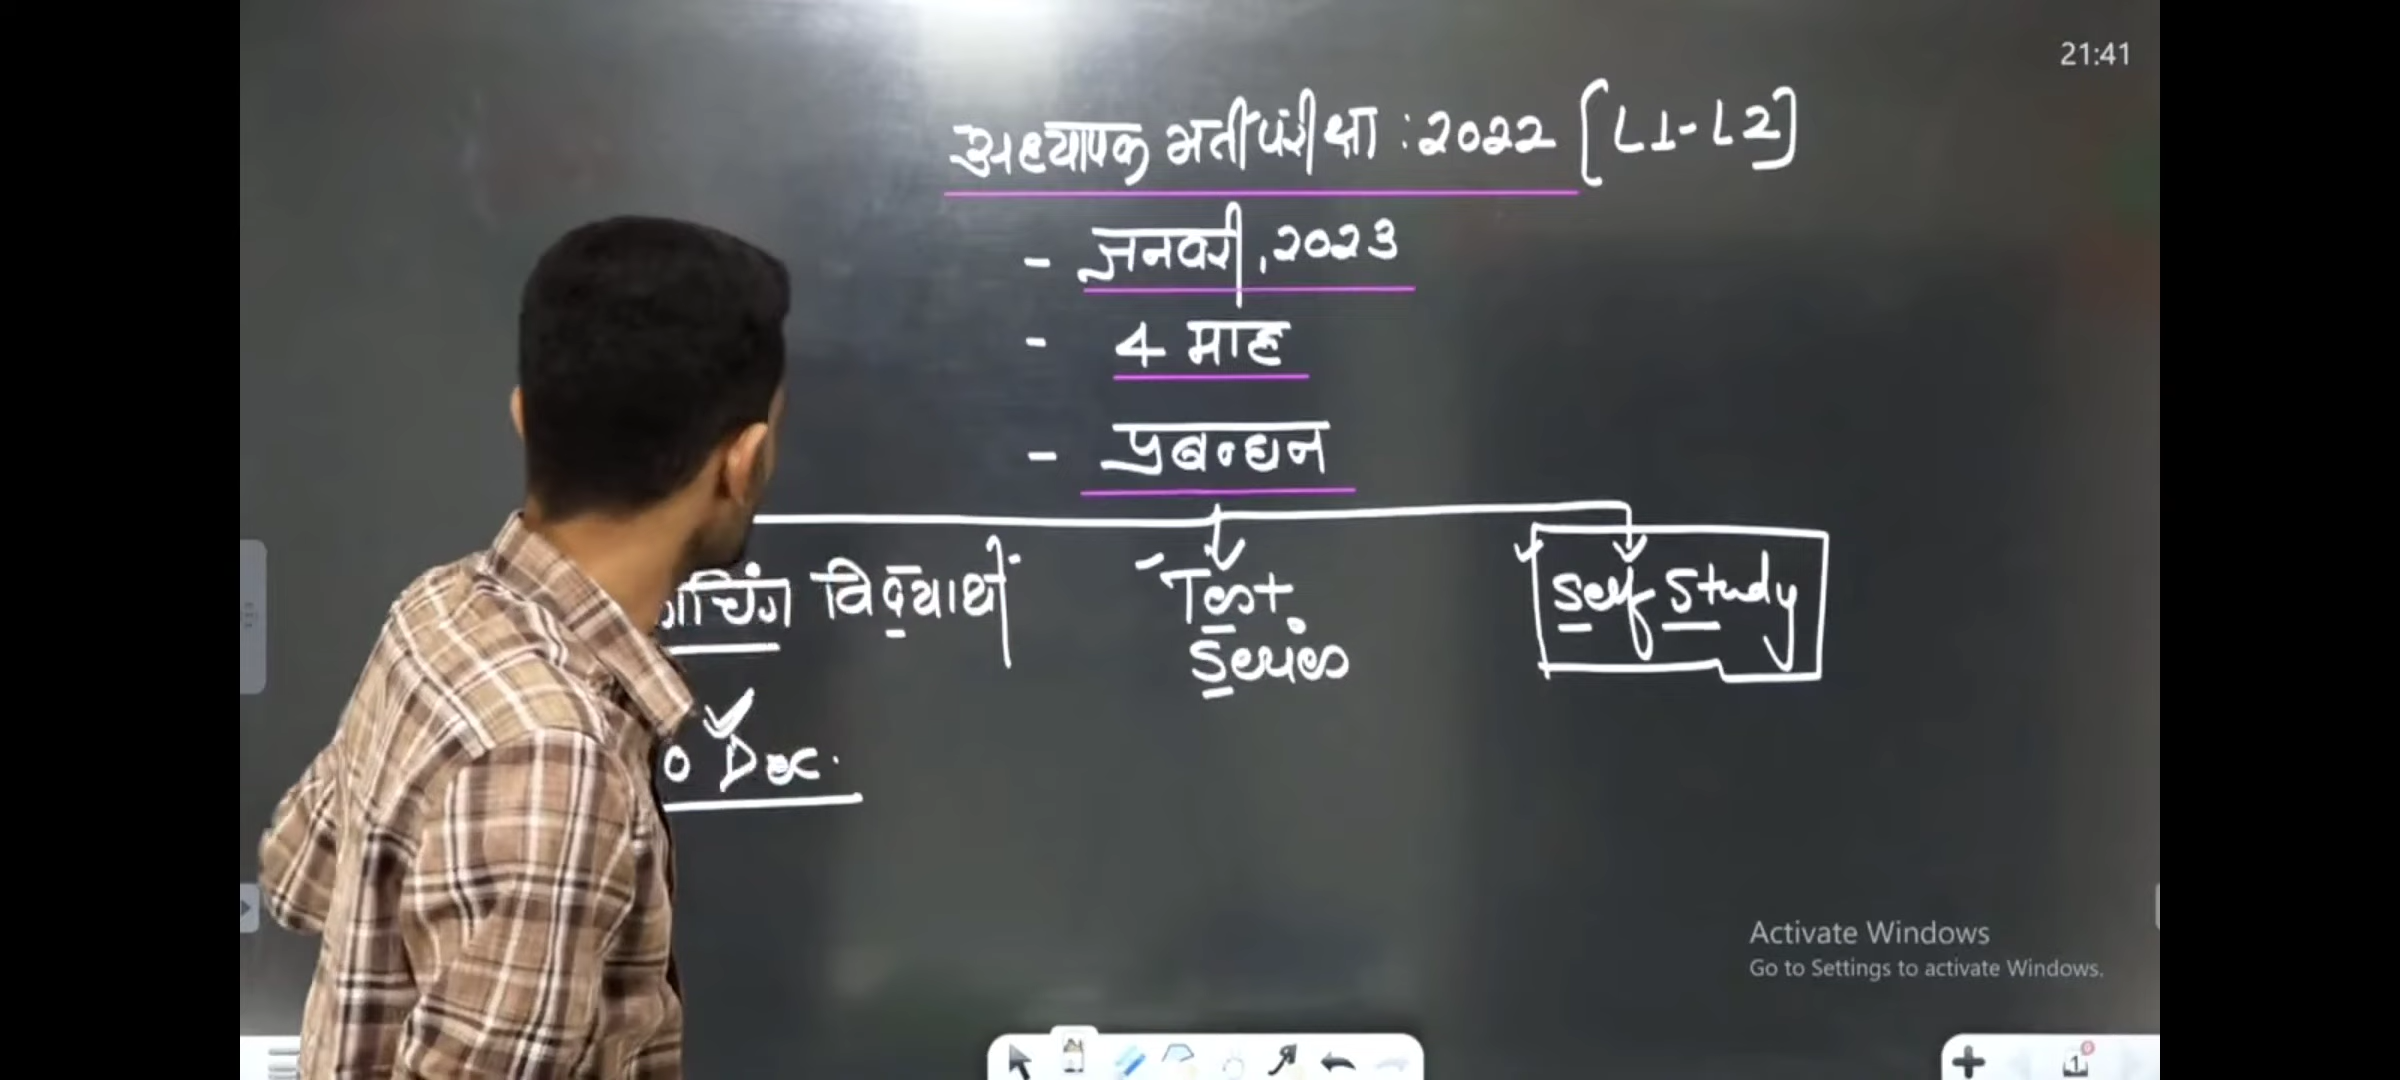 21:41
अध्यापक भर्ती परीक्षा : 2022 [L1-L2]
- जनवरी, 2023
- 4 माह
- प्रबन्धन
विद्यार्थी
Test
Series
Self Study
Dec.
Activate Windows
Go to Settings to activate Windows.
1